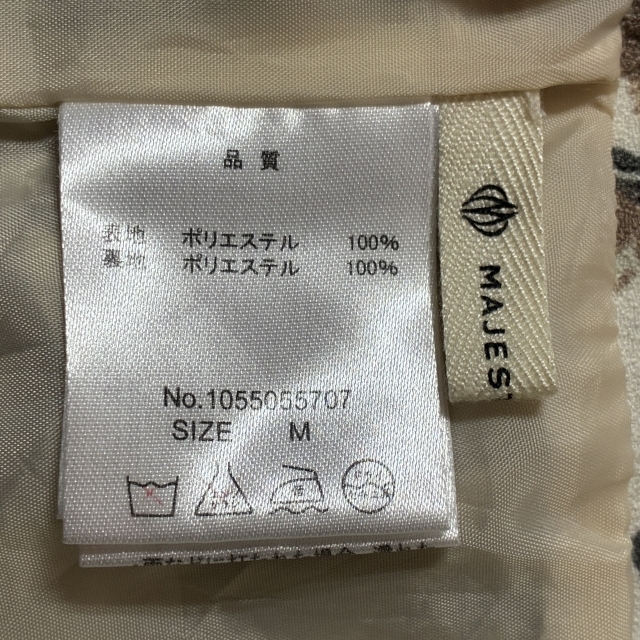 品質
表地 ポリエステル 100%
裏地 ポリエステル 100%
No.1055055707
SIZE M
MAJES